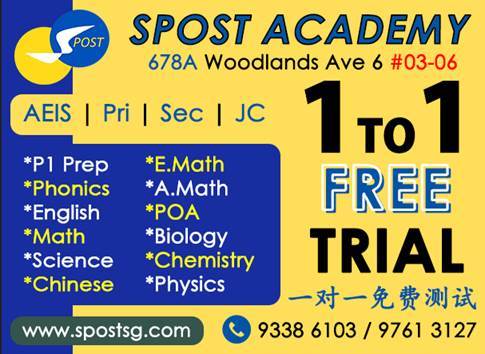 SPOST
SPOST ACADEMY
678A Woodlands Ave 6 #03-06
AEIS | Pri | Sec | JC
1 TO 1
FREE
TRIAL
一对一免费测试
*P1 Prep
*Phonics
*English
*Math
*Science
*Chinese
*E.Math
*A.Math
*POA
*Biology
*Chemistry
*Physics
www.spostsg.com
9338 6103 / 9761 3127